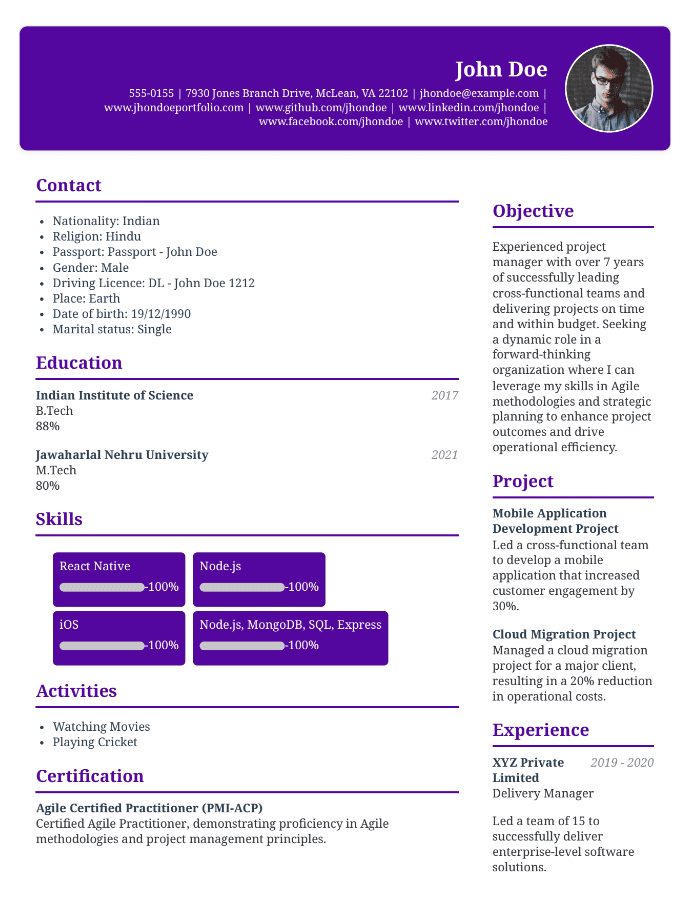 John Doe
555-0155 | 7930 Jones Branch Drive, McLean, VA 22102 | jhondoe@example.com |
www.jhondoeportfolio.com | www.github.com/jhondoe | www.linkedin.com/jhondoe |
www.facebook.com/jhondoe | www.twitter.com/jhondoe
Contact
• Nationality: Indian
• Religion: Hindu
• Passport: Passport - John Doe
• Gender: Male
• Driving Licence: DL - John Doe 1212
• Place: Earth
• Date of birth: 19/12/1990
• Marital status: Single
Education
Indian Institute of Science 2017
B.Tech
88%
Jawaharlal Nehru University 2021
M.Tech
80%
Skills
React Native
-100%
Node.js
-100%
iOS
-100%
Node.js, MongoDB, SQL, Express
-100%
Activities
• Watching Movies
• Playing Cricket
Certification
Agile Certified Practitioner (PMI-ACP)
Certified Agile Practitioner, demonstrating proficiency in Agile
methodologies and project management principles.
Objective
Experienced project
manager with over 7 years
of successfully leading
cross-functional teams and
delivering projects on time
and within budget. Seeking
a dynamic role in a
forward-thinking
organization where I can
leverage my skills in Agile
methodologies and strategic
planning to enhance project
outcomes and drive
operational efficiency.
Project
Mobile Application
Development Project
Led a cross-functional team
to develop a mobile
application that increased
customer engagement by
30%.
Cloud Migration Project
Managed a cloud migration
project for a major client,
resulting in a 20% reduction
in operational costs.
Experience
XYZ Private 2019 - 2020
Limited
Delivery Manager
Led a team of 15 to
successfully deliver
enterprise-level software
solutions.